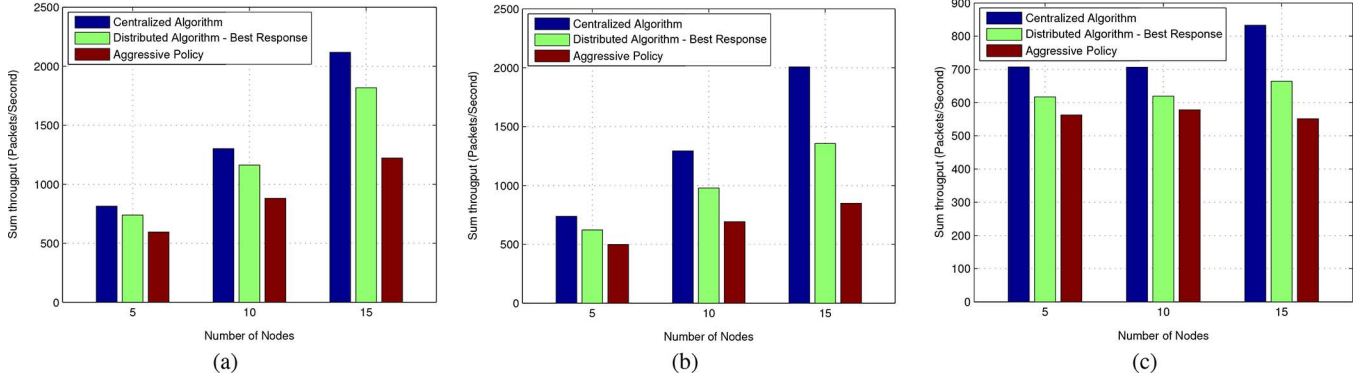 2500
2000
1500
1000
500
0
Sum througput (Packets/Second)
Centralized Algorithm
Distributed Algorithm - Best Response
Aggressive Policy
5
10
15
Number of Nodes
(a)
2500
2000
1500
1000
500
0
Sum througput (Packets/Second)
Centralized Algorithm
Distributed Algorithm - Best Response
Aggressive Policy
5
10
15
Number of Nodes
(b)
900
800
700
600
500
400
300
200
100
0
Sum througput (Packets/Second)
Centralized Algorithm
Distributed Algorithm - Best Response
Aggressive Policy
5
10
15
Number of Nodes
(c)